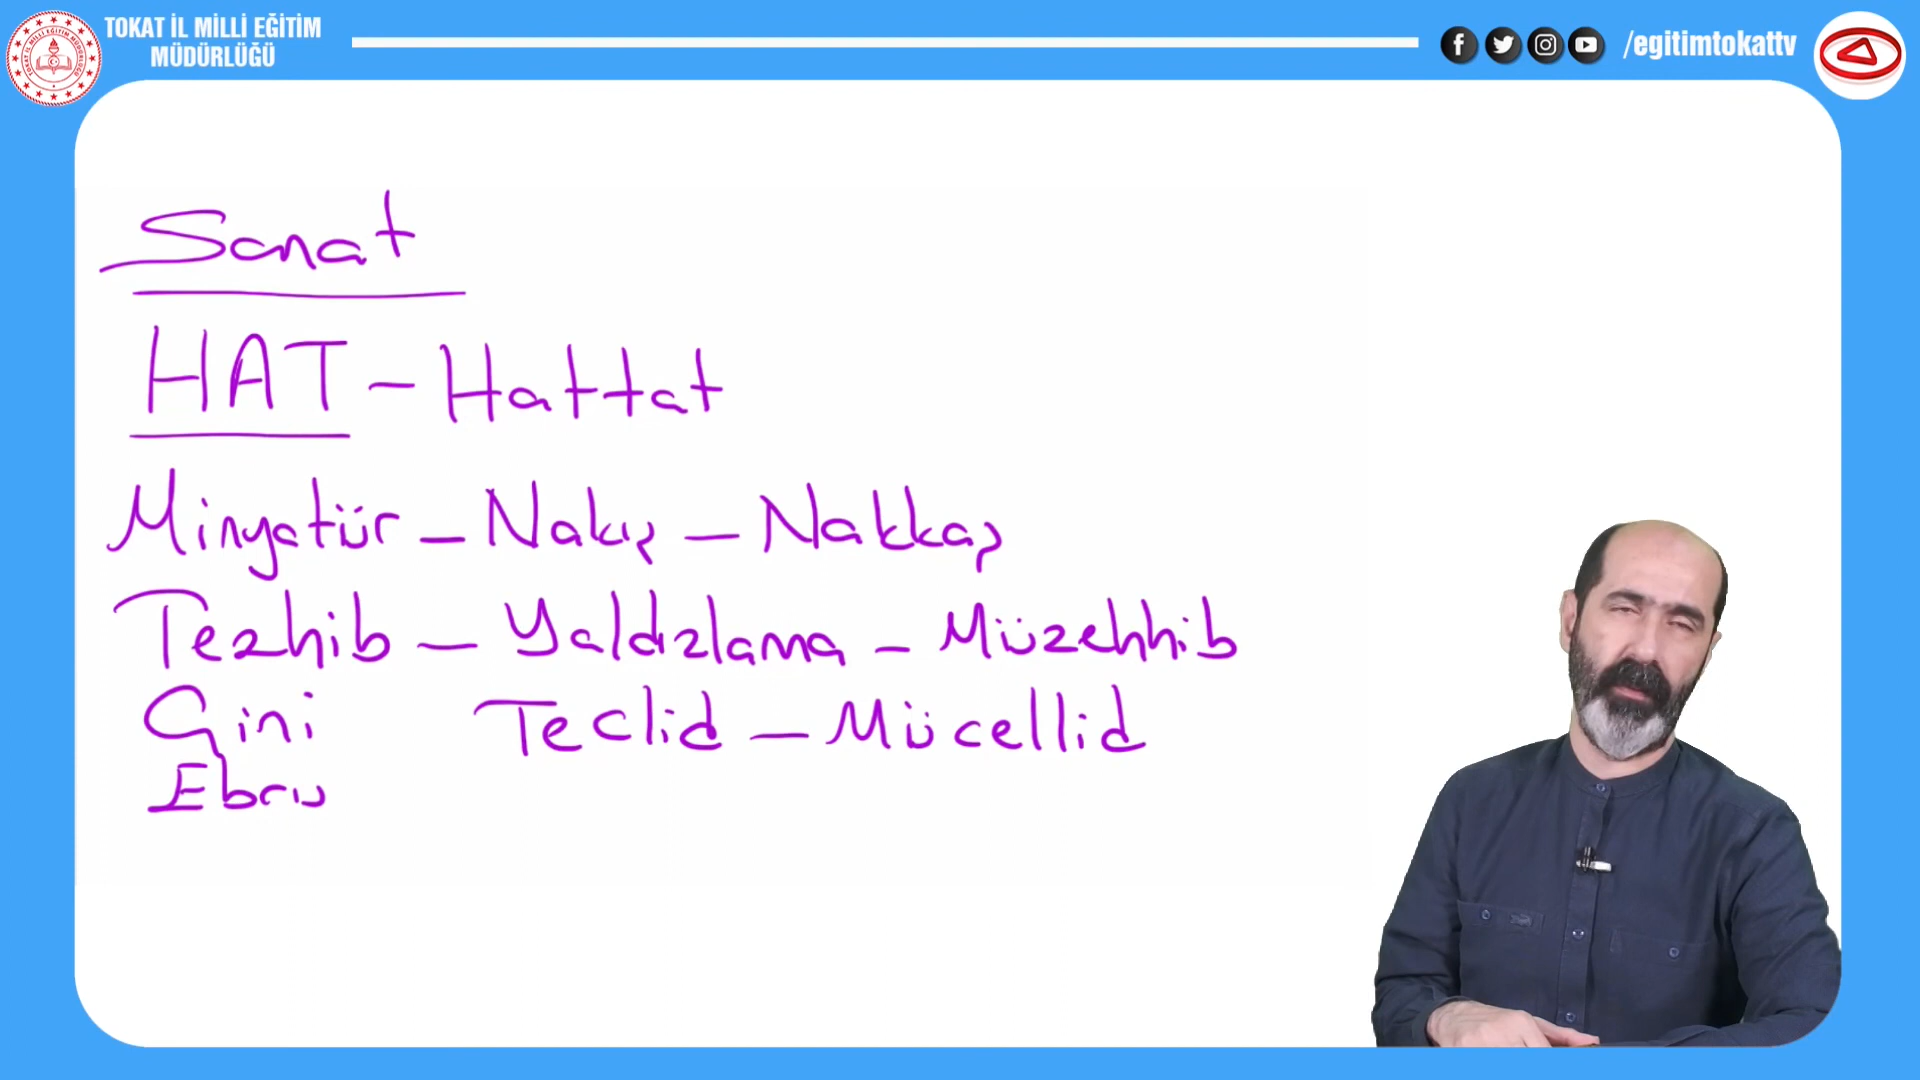 TOKAT İL MİLLİ EĞİTİM
MÜDÜRLÜĞÜ
/egitimtokattv
Sanat
HAT - Hattat
Minyatür - Nakış - Nakkaş
Tezhib - Yaldızlama - Müzehhib
Çini Teclid - Mücellid
Ebru